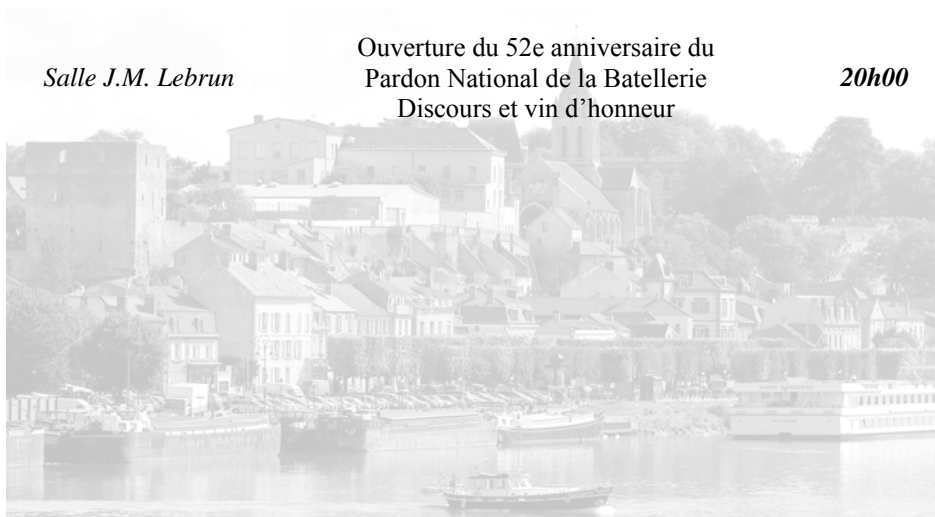 Salle J.M. Lebrun
Ouverture du 52e anniversaire du
Pardon National de la Batellerie
Discours et vin d’honneur
20h00